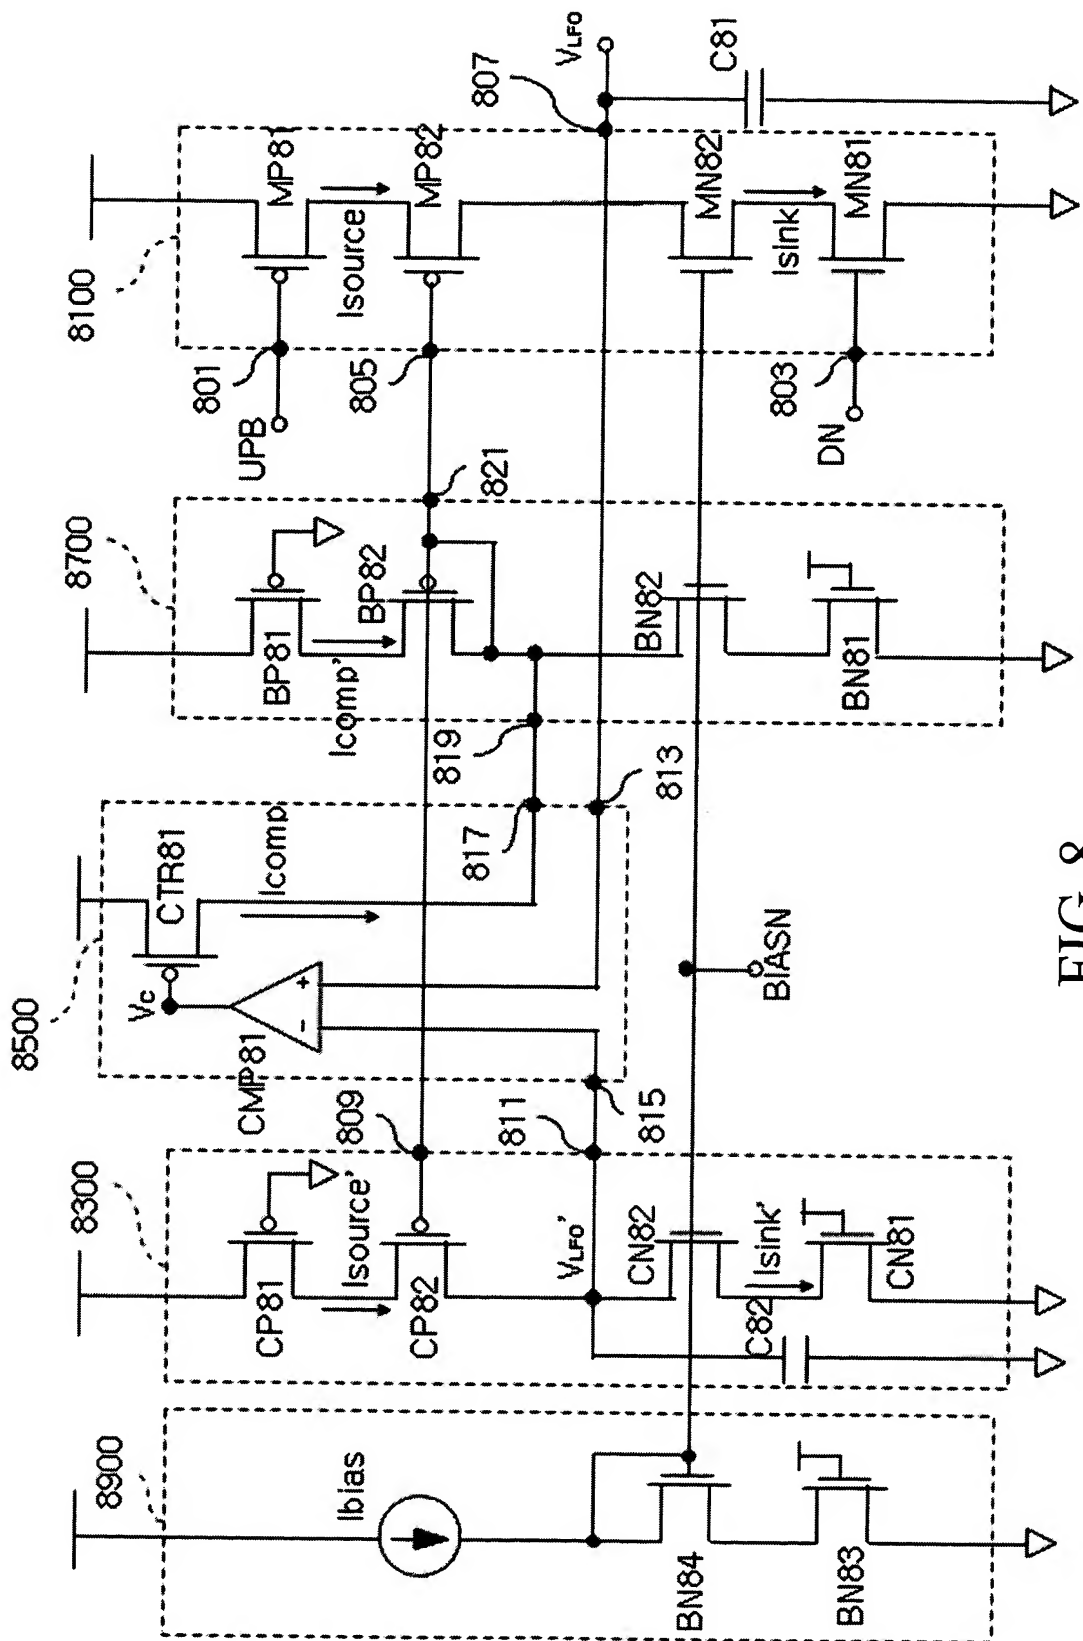 8900
8300
8500
8700
8100
Ibias
BN84
BN83
CP81
Isource'
CP82
809
811
VLFO'
CN82
Isink'
C82
CN81
Vc
CTR81
CMP81
-
+
Icomp
815
817
813
819
BIASN
BP81
Icomp'
BP82
821
BN82
BN81
UPB
801
805
803
DN
MP81
Isource
MP82
MN82
Isink
MN81
807
VLFO
C81
FIG. 8